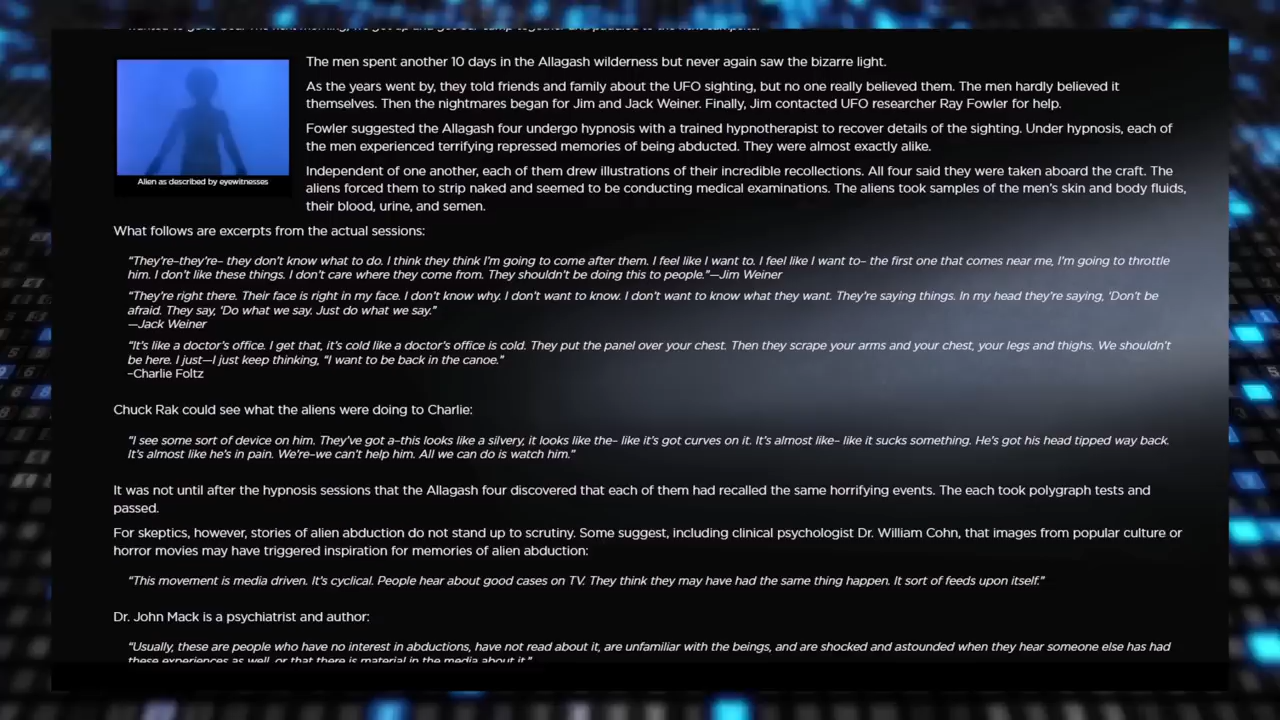 The men spent another 10 days in the Allagash wilderness but never again saw the bizarre light.
As the years went by, they told friends and family about the UFO sighting, but no one really believed them. The men hardly believed it
themselves. Then the nightmares began for Jim and Jack Weiner. Finally, Jim contacted UFO researcher Ray Fowler for help.
Fowler suggested the Allagash four undergo hypnosis with a trained hypnotherapist to recover details of the sighting. Under hypnosis, each of
the men experienced terrifying repressed memories of being abducted. They were almost exactly alike.
Alien as described by eyewitnesses
Independent of one another, each of them drew illustrations of their incredible recollections. All four said they were taken aboard the craft. The
aliens forced them to strip naked and seemed to be conducting medical examinations. The aliens took samples of the men's skin and body fluids,
their blood, urine, and semen.
What follows are excerpts from the actual sessions:
“They're–they're– they don't know what to do. I think they think I'm going to come after them. I feel like I want to. I feel like I want to– the first one that comes near me, I'm going to throttle
him. I don't like these things. I don't care where they come from. They shouldn't be doing this to people.”—Jim Weiner
“They're right there. Their face is right in my face. I don't know why. I don't want to know. I don't want to know what they want. They're saying things. In my head they're saying, ‘Don't be
afraid. They say, ‘Do what we say. Just do what we say.”
—Jack Weiner
“It's like a doctor's office. I get that, it's cold like a doctor's office is cold. They put the panel over your chest. Then they scrape your arms and your chest, your legs and thighs. We shouldn't
be here. I just—I just keep thinking, “I want to be back in the canoe.”
–Charlie Foltz
Chuck Rak could see what the aliens were doing to Charlie:
“I see some sort of device on him. They've got a–this looks like a silvery, it looks like the– like it's got curves on it. It's almost like– like it sucks something. He's got his head tipped way back.
It's almost like he's in pain. We're–we can't help him. All we can do is watch him.”
It was not until after the hypnosis sessions that the Allagash four discovered that each of them had recalled the same horrifying events. The each took polygraph tests and
passed.
For skeptics, however, stories of alien abduction do not stand up to scrutiny. Some suggest, including clinical psychologist Dr. William Cohn, that images from popular culture or
horror movies may have triggered inspiration for memories of alien abduction:
“This movement is media driven. It's cyclical. People hear about good cases on TV. They think they may have had the same thing happen. It sort of feeds upon itself.”
Dr. John Mack is a psychiatrist and author:
“Usually, these are people who have no interest in abductions, have not read about it, are unfamiliar with the beings, and are shocked and astounded when they hear someone else has had
these experiences as well, or that there is material in the media about it.”